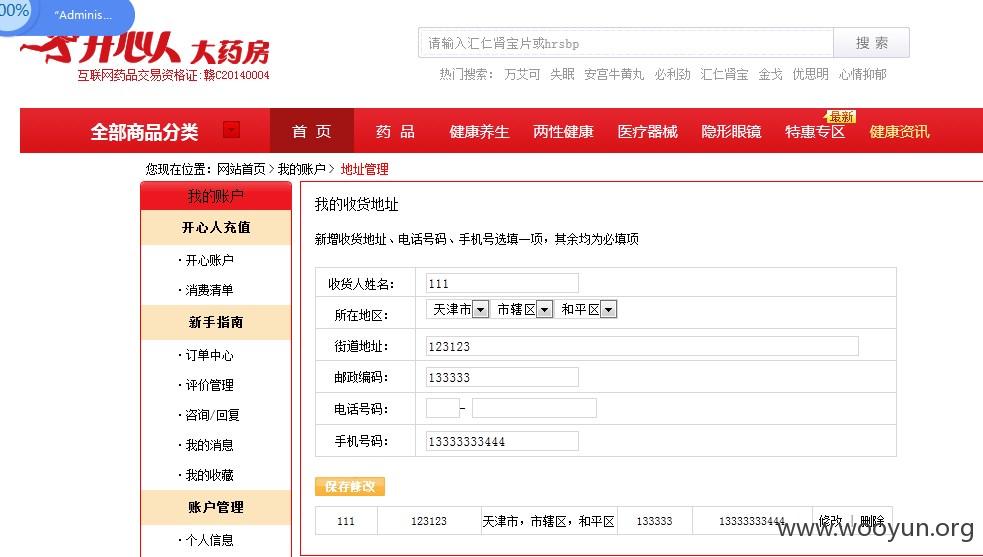 00%
“Adminis...
开心人大药房
互联网药品交易资格证:赣C20140004
请输入汇仁肾宝片或hrsbp
搜 索
热门搜索： 万艾可 失眠 安宫牛黄丸 必利劲 汇仁肾宝 金戈 优思明 心情抑郁
全部商品分类 首 页 药 品 健康养生 两性健康 医疗器械 隐形眼镜 特惠专区 最新 健康资讯
您现在位置：网站首页 > 我的账户 > 地址管理
我的账户
开心人充值
·开心账户
·消费清单
新手指南
·订单中心
·评价管理
·咨询/回复
·我的消息
·我的收藏
账户管理
·个人信息
我的收货地址
新增收货地址、电话号码、手机号选填一项，其余均为必填项
收货人姓名： 111
所在地区： 天津市 市辖区 和平区
街道地址： 123123
邮政编码： 133333
电话号码： -
手机号码： 13333333444
保存修改
111 123123 天津市，市辖区，和平区 133333 13333333444 修改 | 删除
www.wooyun.org